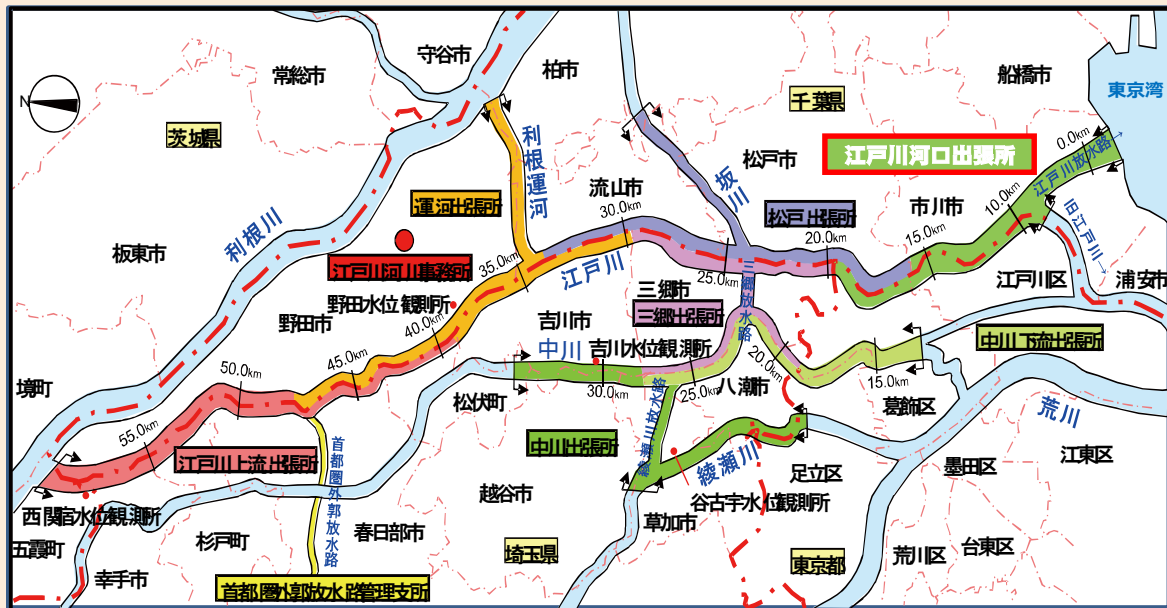 守谷市
常総市
柏市
船橋市
東京湾
N
茨城県
千葉県
利根運河
坂川
松戸市
江戸川河口出張所
0.0km
江戸川放水路→
流山市
30.0km
運河出張所
松戸出張所
市川市
10.0km
旧江戸川→
利根川
板東市
江戸川河川事務所
35.0km
江戸川
25.0km
20.0km
15.0km
江戸川区
浦安市
野田水位観測所
三郷市
三郷放水路
三郷出張所
野田市
40.0km
吉川市
中川
吉川水位観測所
中川下流出張所
50.0km
45.0km
30.0km
25.0km
20.0km
15.0km
境町
松伏町
八潮市
葛飾区
荒川
55.0km
首都圏外郭放水路
中川出張所
綾瀬川放水路
綾瀬川
江戸川上流出張所
足立区
墨田区
江東区
越谷市
谷古宇水位観測所
西関宿水位観測所
草加市
五霞町
杉戸町
春日部市
埼玉県
東京都
荒川区
台東区
幸手市
首都圏外郭放水路管理支所